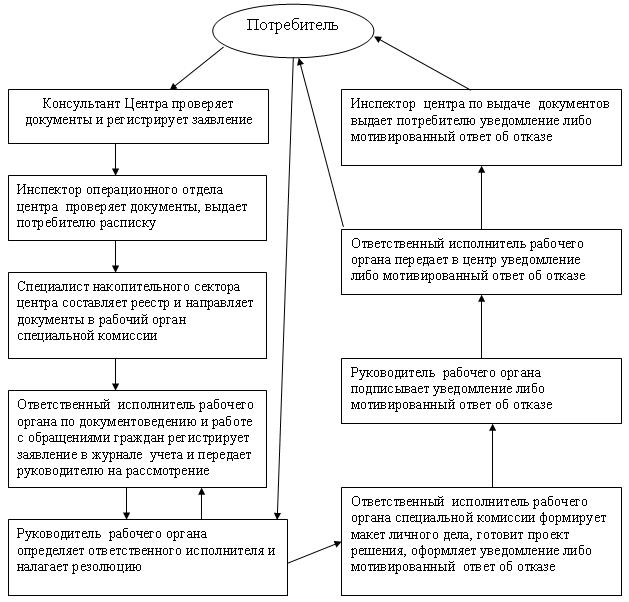 Потребитель
Консультант Центра проверяет
документы и регистрирует заявление
Инспектор операционного отдела
центра проверяет документы, выдает
потребителю расписку
Специалист накопительного сектора
центра составляет реестр и направляет
документы в рабочий орган
специальной комиссии
Ответственный исполнитель рабочего
органа по документоведению и работе
с обращениями граждан регистрирует
заявление в журнале учета и передает
руководителю на рассмотрение
Руководитель рабочего органа
определяет ответственного исполнителя и
налагает резолюцию
Инспектор центра по выдаче документов
выдает потребителю уведомление либо
мотивированный ответ об отказе
Ответственный исполнитель рабочего
органа передает в центр уведомление
либо мотивированный ответ об отказе
Руководитель рабочего органа
подписывает уведомление либо
мотивированный ответ об отказе
Ответственный исполнитель рабочего
органа специальной комиссии формирует
макет личного дела, готовит проект
решения, оформляет уведомление либо
мотивированный ответ об отказе